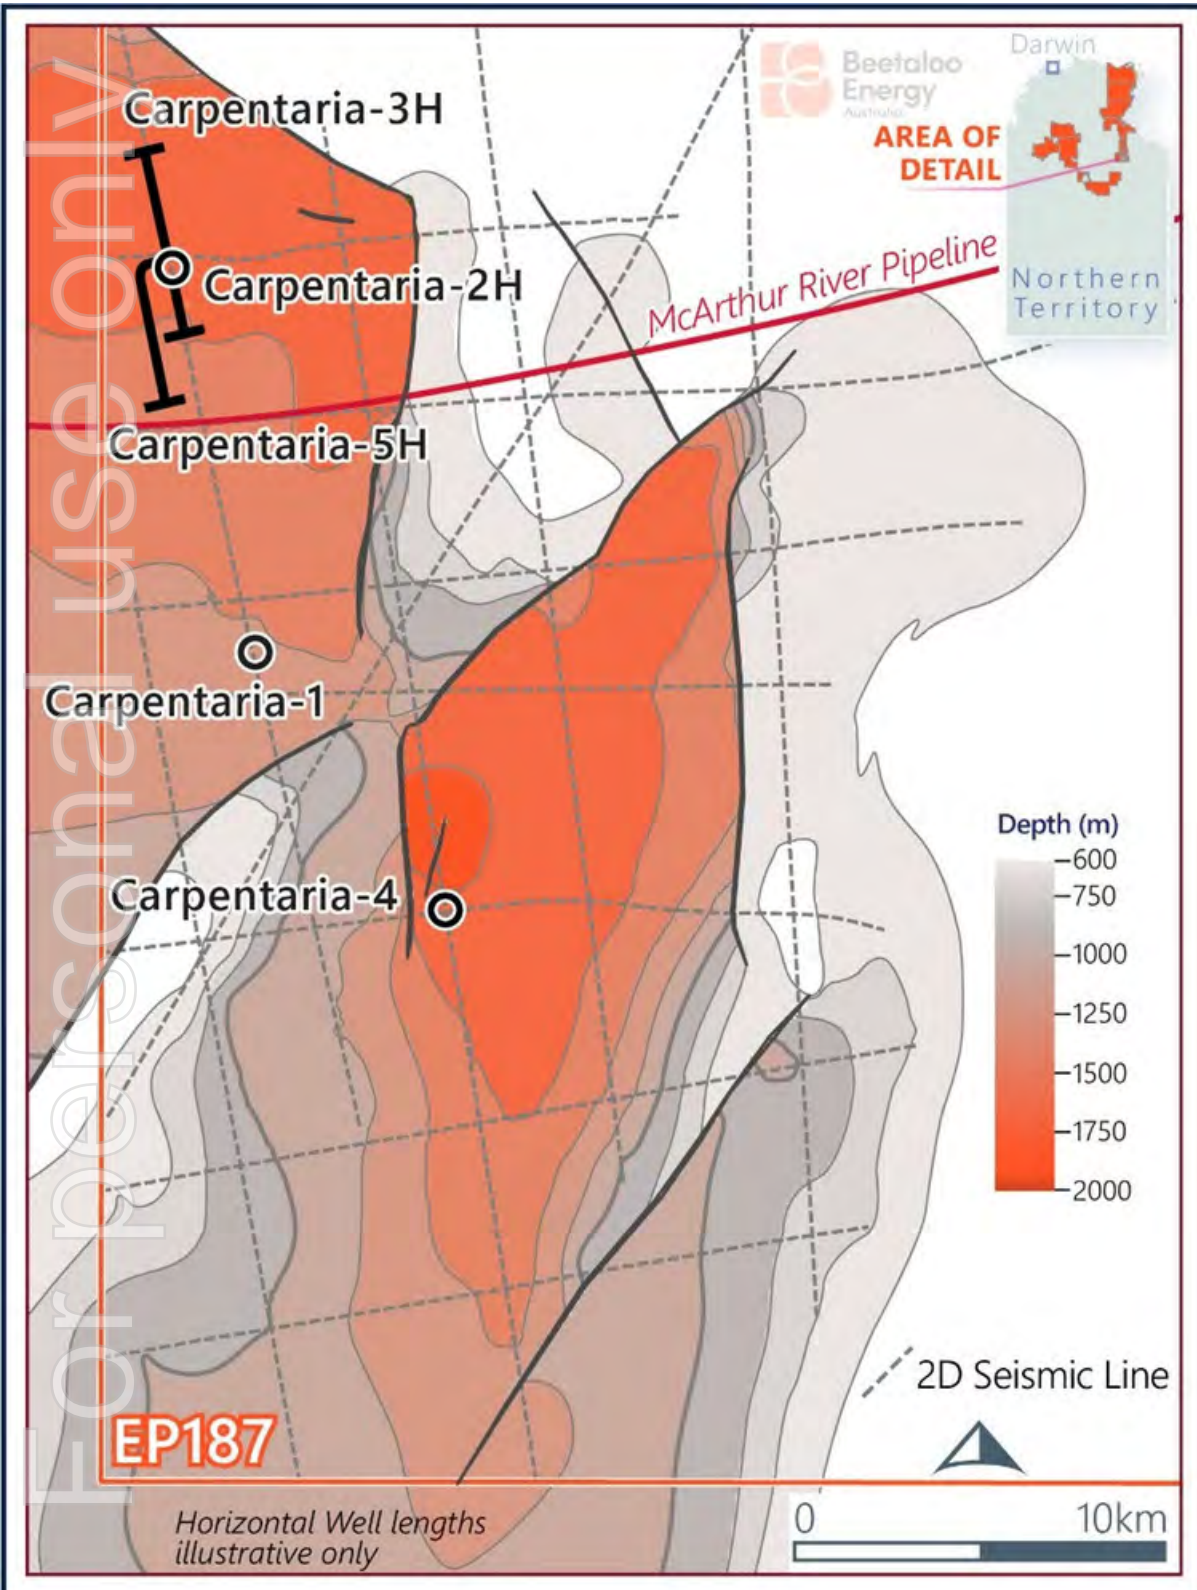 For personal use only
Darwin
Beetaloo
Energy
Australia
AREA OF
DETAIL
Northern
Territory
Carpentaria-3H
Carpentaria-2H
McArthur River Pipeline
Carpentaria-5H
Carpentaria-1
Carpentaria-4
Depth (m)
600
750
1000
1250
1500
1750
2000
2D Seismic Line
EP187
Horizontal Well lengths
illustrative only
0 10km